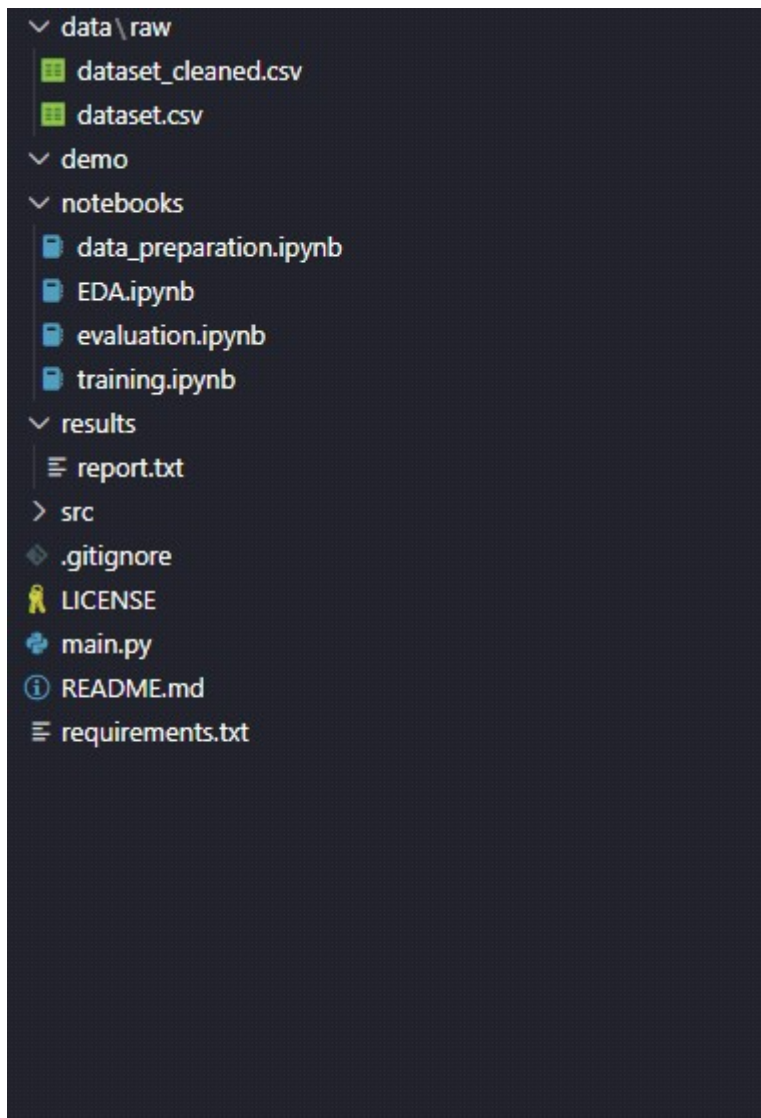 data\raw
dataset_cleaned.csv
dataset.csv
demo
notebooks
data_preparation.ipynb
EDA.ipynb
evaluation.ipynb
training.ipynb
results
report.txt
src
.gitignore
LICENSE
main.py
README.md
requirements.txt